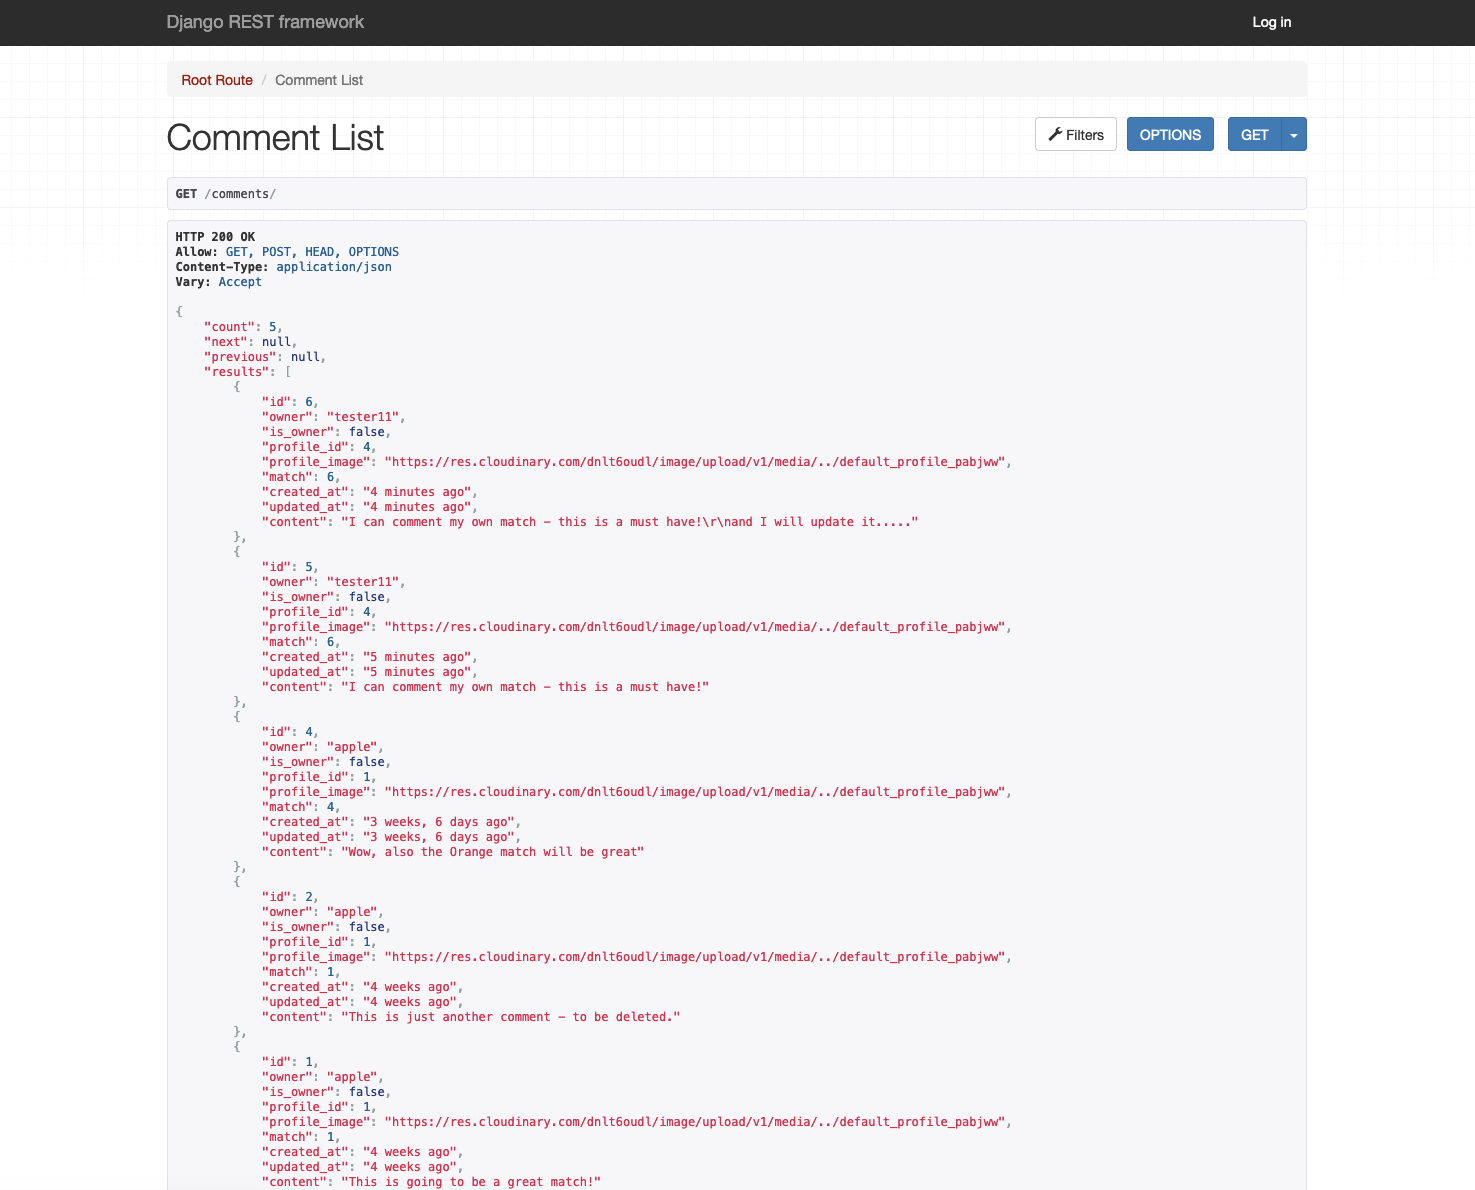 Django REST framework
Log in
Root Route / Comment List
Comment List
Filters
OPTIONS
GET
GET /comments/
HTTP 200 OK
Allow: GET, POST, HEAD, OPTIONS
Content-Type: application/json
Vary: Accept
{
"count": 5,
"next": null,
"previous": null,
"results": [
{
"id": 6,
"owner": "tester11",
"is_owner": false,
"profile_id": 4,
"profile_image": "https://res.cloudinary.com/dnlt6oudl/image/upload/v1/media/../default_profile_pabjww",
"match": 6,
"created_at": "4 minutes ago",
"updated_at": "4 minutes ago",
"content": "I can comment my own match - this is a must have!\r\nand I will update it....."
},
{
"id": 5,
"owner": "tester11",
"is_owner": false,
"profile_id": 4,
"profile_image": "https://res.cloudinary.com/dnlt6oudl/image/upload/v1/media/../default_profile_pabjww",
"match": 6,
"created_at": "5 minutes ago",
"updated_at": "5 minutes ago",
"content": "I can comment my own match - this is a must have!"
},
{
"id": 4,
"owner": "apple",
"is_owner": false,
"profile_id": 1,
"profile_image": "https://res.cloudinary.com/dnlt6oudl/image/upload/v1/media/../default_profile_pabjww",
"match": 4,
"created_at": "3 weeks, 6 days ago",
"updated_at": "3 weeks, 6 days ago",
"content": "Wow, also the Orange match will be great"
},
{
"id": 2,
"owner": "apple",
"is_owner": false,
"profile_id": 1,
"profile_image": "https://res.cloudinary.com/dnlt6oudl/image/upload/v1/media/../default_profile_pabjww",
"match": 1,
"created_at": "4 weeks ago",
"updated_at": "4 weeks ago",
"content": "This is just another comment - to be deleted."
},
{
"id": 1,
"owner": "apple",
"is_owner": false,
"profile_id": 1,
"profile_image": "https://res.cloudinary.com/dnlt6oudl/image/upload/v1/media/../default_profile_pabjww",
"match": 1,
"created_at": "4 weeks ago",
"updated_at": "4 weeks ago",
"content": "This is going to be a great match!"